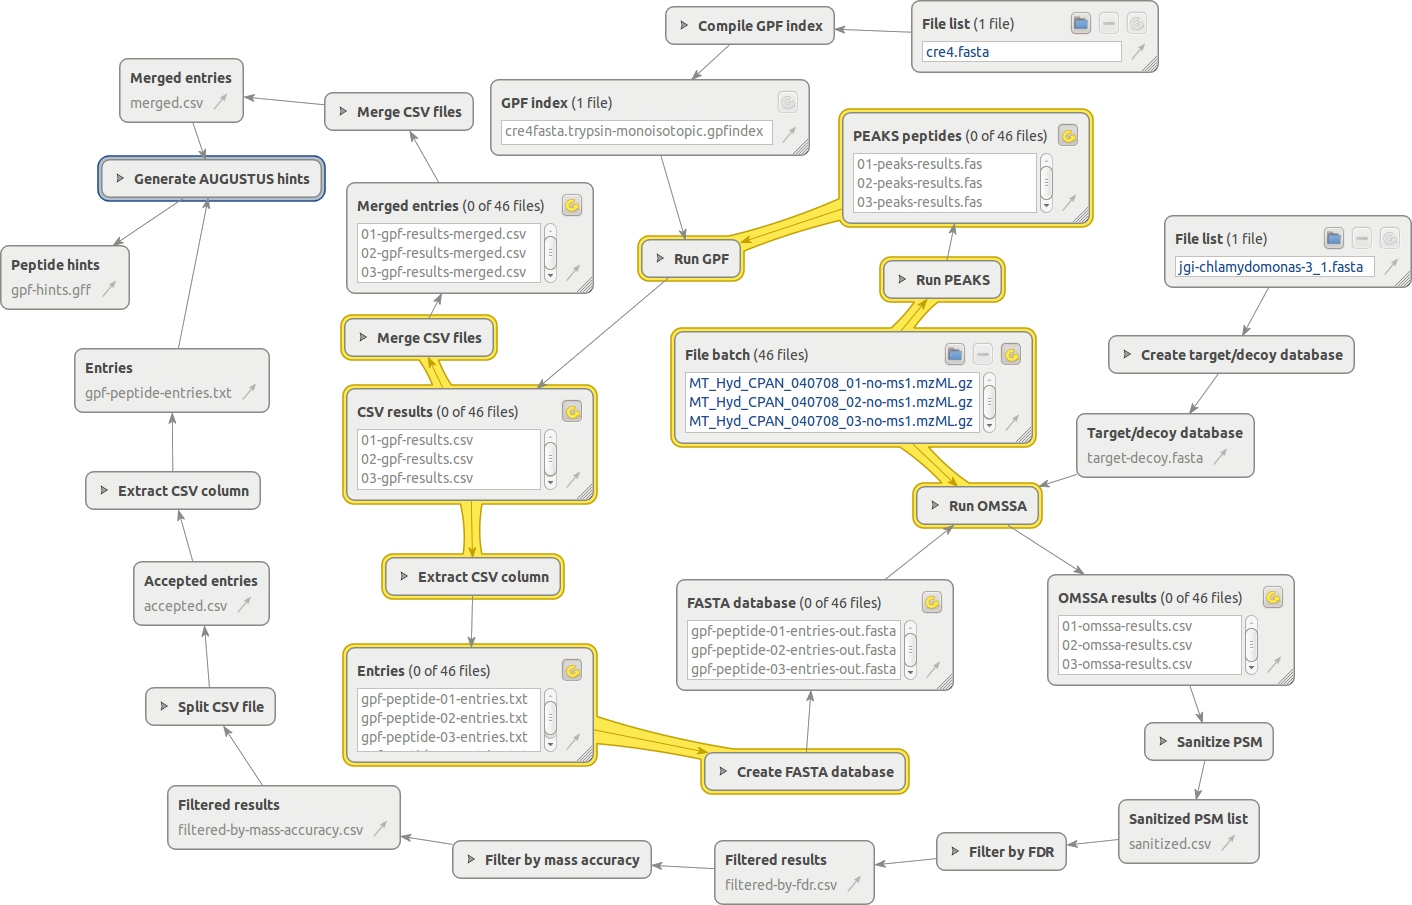 Compile GPF index
File list (1 file)
cre4.fasta
Merged entries
merged.csv
Merge CSV files
GPF index (1 file)
cre4fasta.trypsin-monoisotopic.gpfindex
PEAKS peptides (0 of 46 files)
01-peaks-results.fas
02-peaks-results.fas
03-peaks-results.fas
Generate AUGUSTUS hints
Merged entries (0 of 46 files)
01-gpf-results-merged.csv
02-gpf-results-merged.csv
03-gpf-results-merged.csv
File list (1 file)
jgi-chlamydomonas-3_1.fasta
Peptide hints
gpf-hints.gff
Run GPF
Run PEAKS
Merge CSV files
File batch (46 files)
MT_Hyd_CPAN_040708_01-no-ms1.mzML.gz
MT_Hyd_CPAN_040708_02-no-ms1.mzML.gz
MT_Hyd_CPAN_040708_03-no-ms1.mzML.gz
Create target/decoy database
Entries
gpf-peptide-entries.txt
CSV results (0 of 46 files)
01-gpf-results.csv
02-gpf-results.csv
03-gpf-results.csv
Target/decoy database
target-decoy.fasta
Extract CSV column
Run OMSSA
Extract CSV column
Accepted entries
accepted.csv
FASTA database (0 of 46 files)
gpf-peptide-01-entries-out.fasta
gpf-peptide-02-entries-out.fasta
gpf-peptide-03-entries-out.fasta
OMSSA results (0 of 46 files)
01-omssa-results.csv
02-omssa-results.csv
03-omssa-results.csv
Entries (0 of 46 files)
gpf-peptide-01-entries.txt
gpf-peptide-02-entries.txt
gpf-peptide-03-entries.txt
Split CSV file
Sanitize PSM
Create FASTA database
Filtered results
filtered-by-mass-accuracy.csv
Sanitized PSM list
sanitized.csv
Filter by mass accuracy
Filtered results
filtered-by-fdr.csv
Filter by FDR